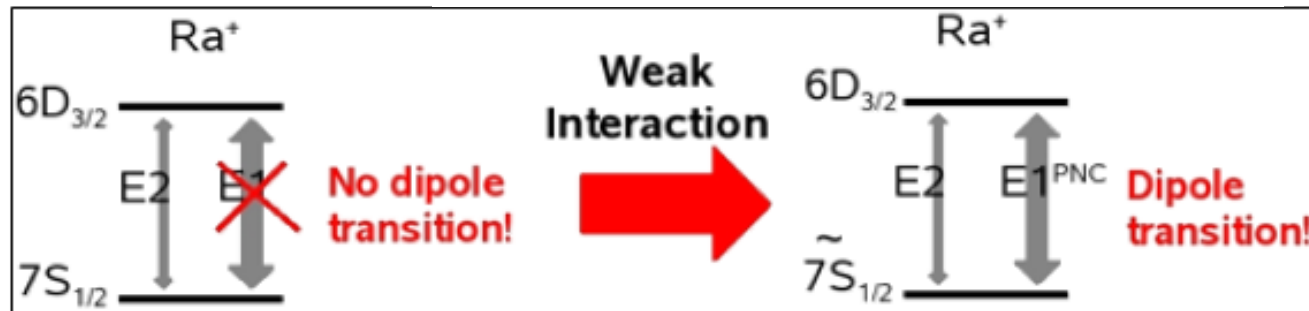 Ra⁺
6D₃/₂
E2 E1 No dipole
transition!
7S₁/₂
Weak
Interaction
Ra⁺
6D₃/₂
E2 E1ᴾᴺᶜ Dipole
transition!
~
7S₁/₂